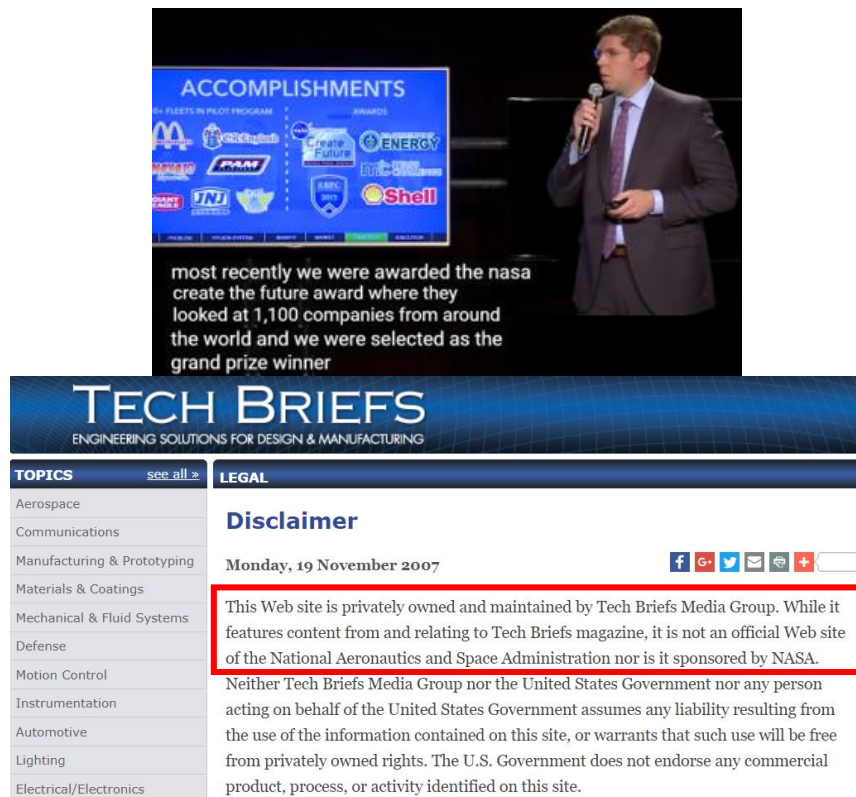 ACCOMPLISHMENTS
FLEETS IN PILOT PROGRAM
AWARDS
C.R. England
Create
Future
ENERGY
NAVAJO
PAM
GIANT
EAGLE
JNJ
ABPC
2015
Shell
most recently we were awarded the nasa
create the future award where they
looked at 1,100 companies from around
the world and we were selected as the
grand prize winner
TECH BRIEFS
ENGINEERING SOLUTIONS FOR DESIGN & MANUFACTURING
TOPICS see all »
Aerospace
Communications
Manufacturing & Prototyping
Materials & Coatings
Mechanical & Fluid Systems
Defense
Motion Control
Instrumentation
Automotive
Lighting
Electrical/Electronics
LEGAL
Disclaimer
Monday, 19 November 2007
This Web site is privately owned and maintained by Tech Briefs Media Group. While it
features content from and relating to Tech Briefs magazine, it is not an official Web site
of the National Aeronautics and Space Administration nor is it sponsored by NASA.
Neither Tech Briefs Media Group nor the United States Government nor any person
acting on behalf of the United States Government assumes any liability resulting from
the use of the information contained on this site, or warrants that such use will be free
from privately owned rights. The U.S. Government does not endorse any commercial
product, process, or activity identified on this site.